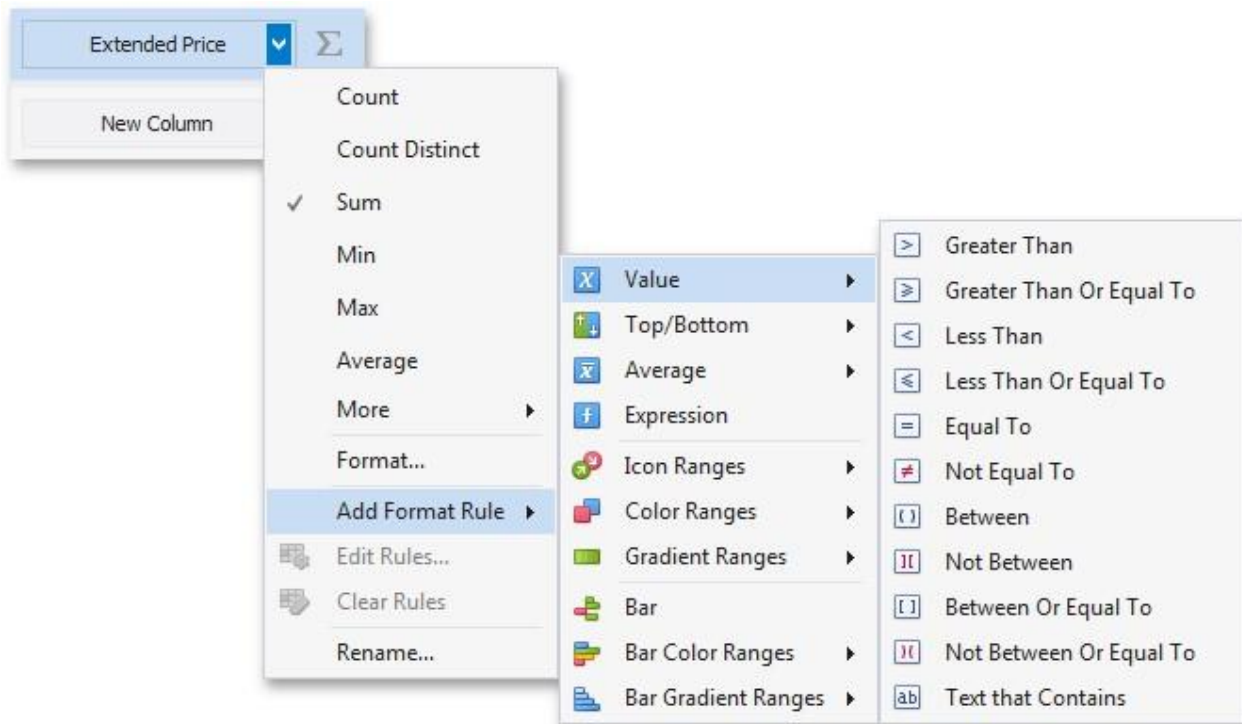 Extended Price Σ
New Column
Count
Count Distinct
Sum
Min
Max
Average
More
Format...
Add Format Rule
Edit Rules...
Clear Rules
Rename...
Value
Top/Bottom
Average
Expression
Icon Ranges
Color Ranges
Gradient Ranges
Bar
Bar Color Ranges
Bar Gradient Ranges
> Greater Than
⩾ Greater Than Or Equal To
< Less Than
⩽ Less Than Or Equal To
= Equal To
≠ Not Equal To
() Between
][ Not Between
[] Between Or Equal To
)( Not Between Or Equal To
ab Text that Contains